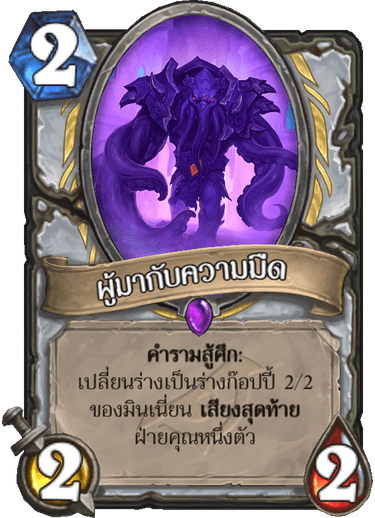 2
ผู้มากับความมืด
คำรามสู้ศึก:
เปลี่ยนร่างเป็นร่างก๊อปปี้ 2/2
ของมินเนี่ยน เสียงสุดท้าย
ฝ่ายคุณหนึ่งตัว
2
2